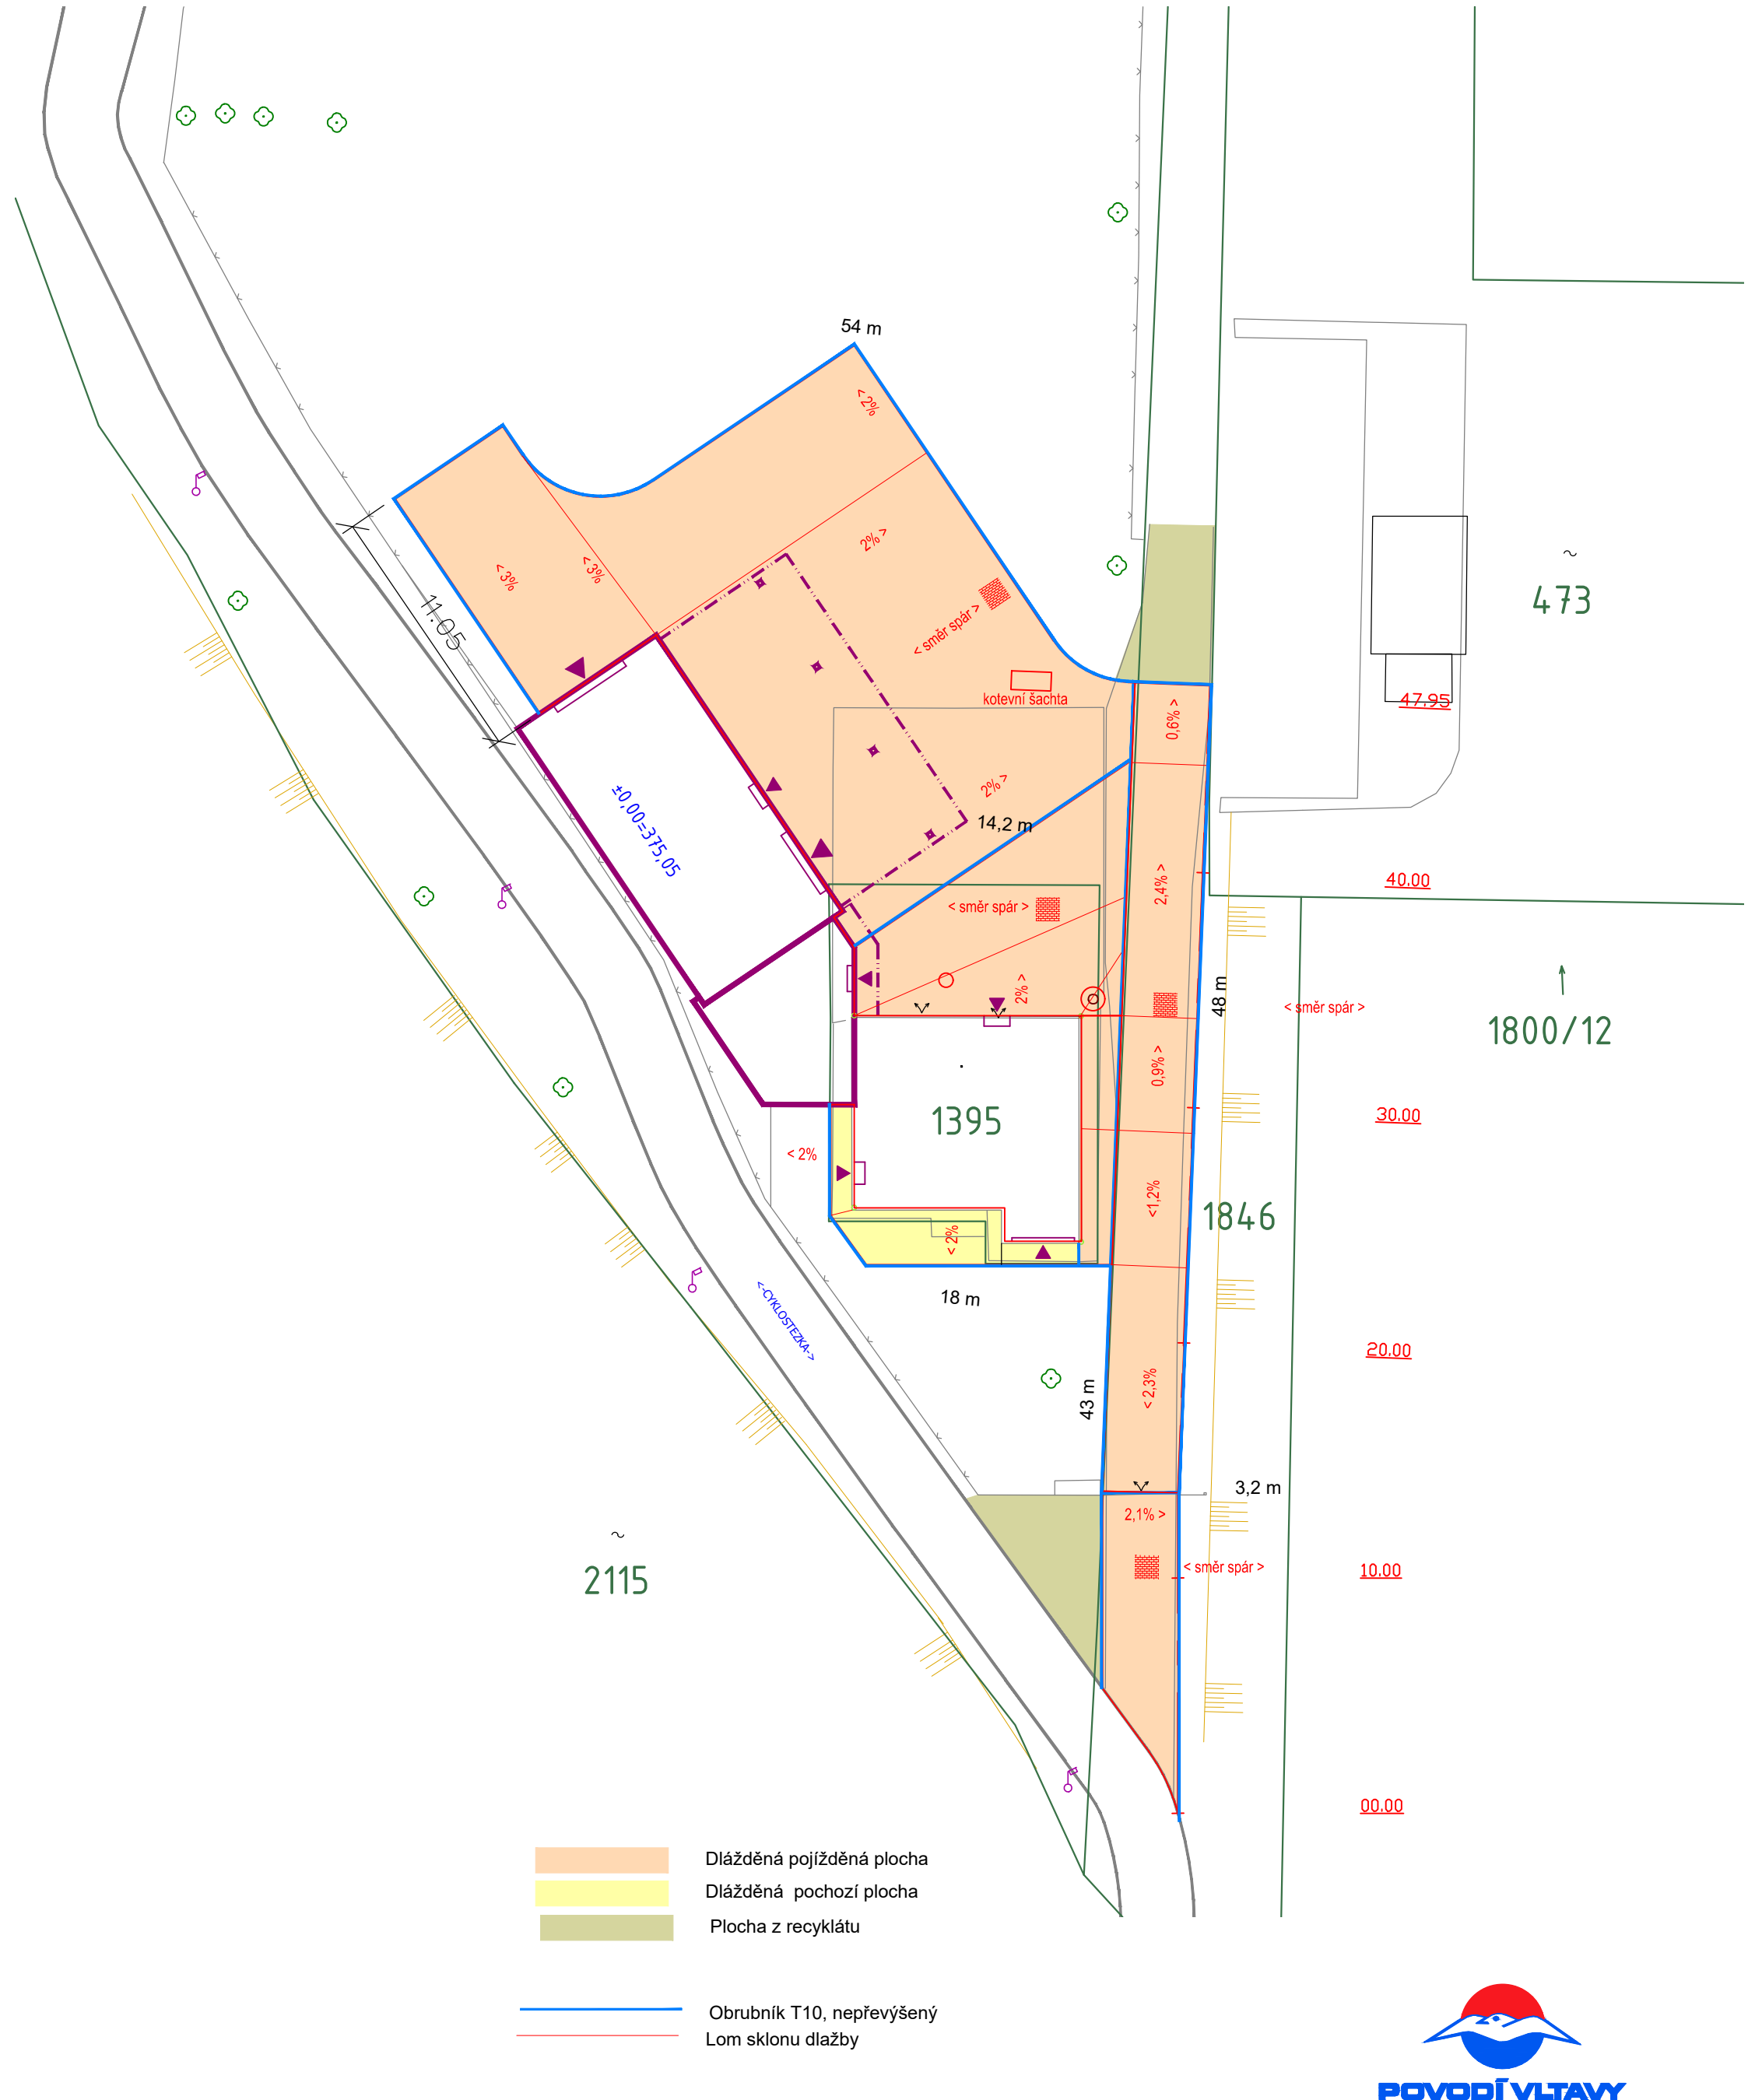 54 m
< 2%
2% >
< 3%
< 3%
11.05
< směr spár >
473
kotevní šachta
47.95
0,6% >
±0,00=375,05
2% >
14,2 m
40.00
2,4% >
< směr spár >
2% >
48 m
< směr spár >
1800/12
0,9% >
1395
30.00
< 2%
<1,2%
1846
< 2%
18 m
<-CYKLOSTEZKA->
20.00
43 m
< 2,3%
3,2 m
2,1% >
< směr spár >
10.00
2115
00.00
Dlážděná pojížděná plocha
Dlážděná  pochozí plocha
Plocha z recyklátu
Obrubník T10, nepřevýšený
Lom sklonu dlažby
POVODÍ VLTAVY